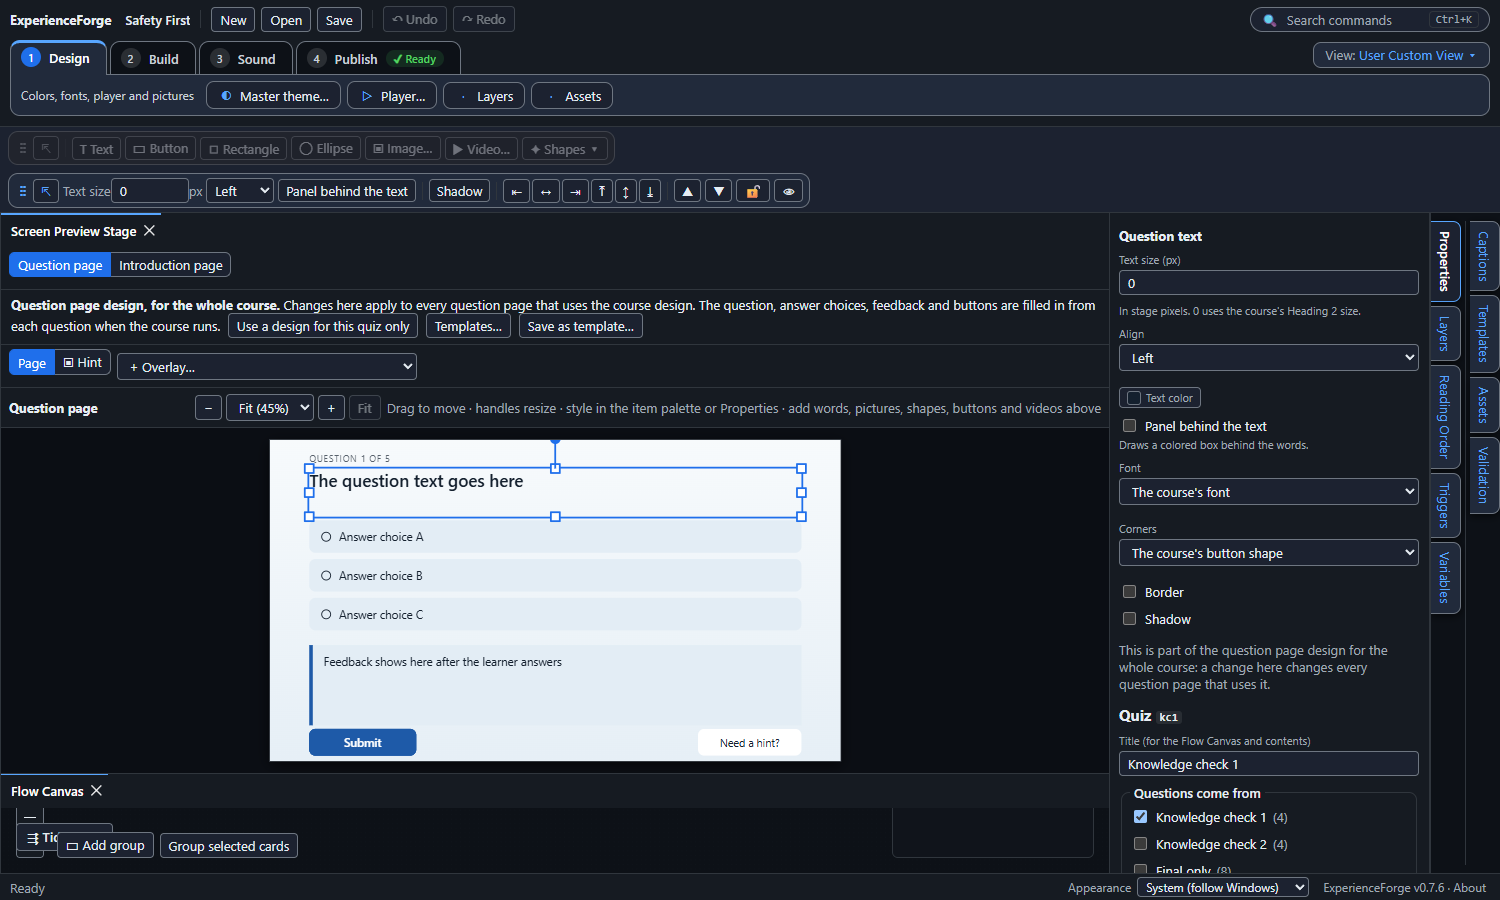 ExperienceForge Safety First New Open Save Undo Redo Search commands Ctrl+K
1 Design 2 Build 3 Sound 4 Publish ✓ Ready View: User Custom View
Colors, fonts, player and pictures Master theme... Player... Layers Assets
T Text Button Rectangle Ellipse Image... Video... Shapes
Text size 0 px Left Panel behind the text Shadow
Screen Preview Stage
Question page Introduction page
Question page design, for the whole course. Changes here apply to every question page that uses the course design. The question, answer choices, feedback and buttons are filled in from
each question when the course runs. Use a design for this quiz only Templates... Save as template...
Page Hint + Overlay...
Question page − Fit (45%) + Fit Drag to move · handles resize · style in the item palette or Properties · add words, pictures, shapes, buttons and videos above
QUESTION 1 OF 5
The question text goes here
Answer choice A
Answer choice B
Answer choice C
Feedback shows here after the learner answers
Submit Need a hint?
Flow Canvas
Add group Group selected cards
Question text
Text size (px)
0
In stage pixels. 0 uses the course's Heading 2 size.
Align
Left
Text color
Panel behind the text
Draws a colored box behind the words.
Font
The course's font
Corners
The course's button shape
Border
Shadow
This is part of the question page design for the
whole course: a change here changes every
question page that uses it.
Quiz kc1
Title (for the Flow Canvas and contents)
Knowledge check 1
Questions come from
Knowledge check 1 (4)
Knowledge check 2 (4)
Final only (8)
Properties
Layers
Reading Order
Triggers
Variables
Captions
Templates
Assets
Validation
Ready Appearance System (follow Windows) ExperienceForge v0.7.6 · About